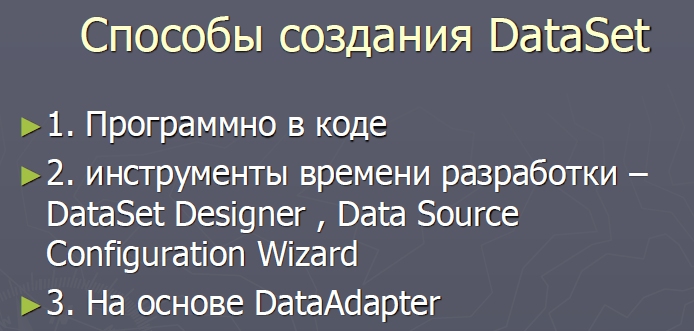 Способы создания DataSet
►1. Программно в коде
►2. инструменты времени разработки –
DataSet Designer , Data Source
Configuration Wizard
►3. На основе DataAdapter